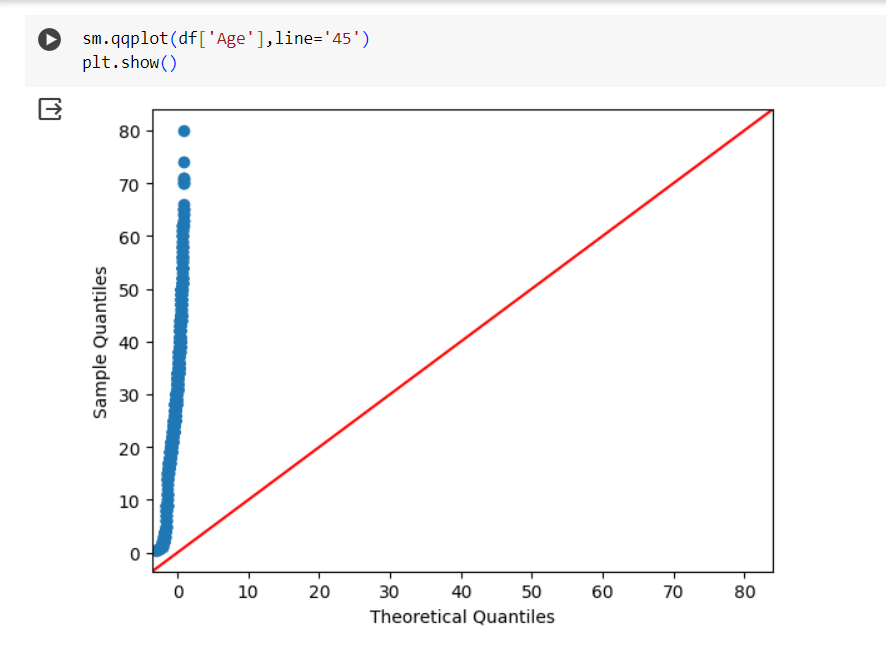 sm.qqplot(df['Age'],line='45')
plt.show()
80
70
60
50
40
30
20
10
0
Sample Quantiles
0 10 20 30 40 50 60 70 80
Theoretical Quantiles